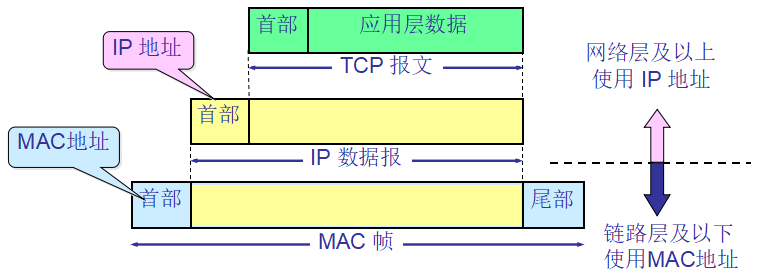 首部
应用层数据
TCP 报文
IP 地址
首部
IP 数据报
MAC地址
首部
尾部
MAC 帧
网络层及以上
使用 IP 地址
链路层及以下
使用MAC地址